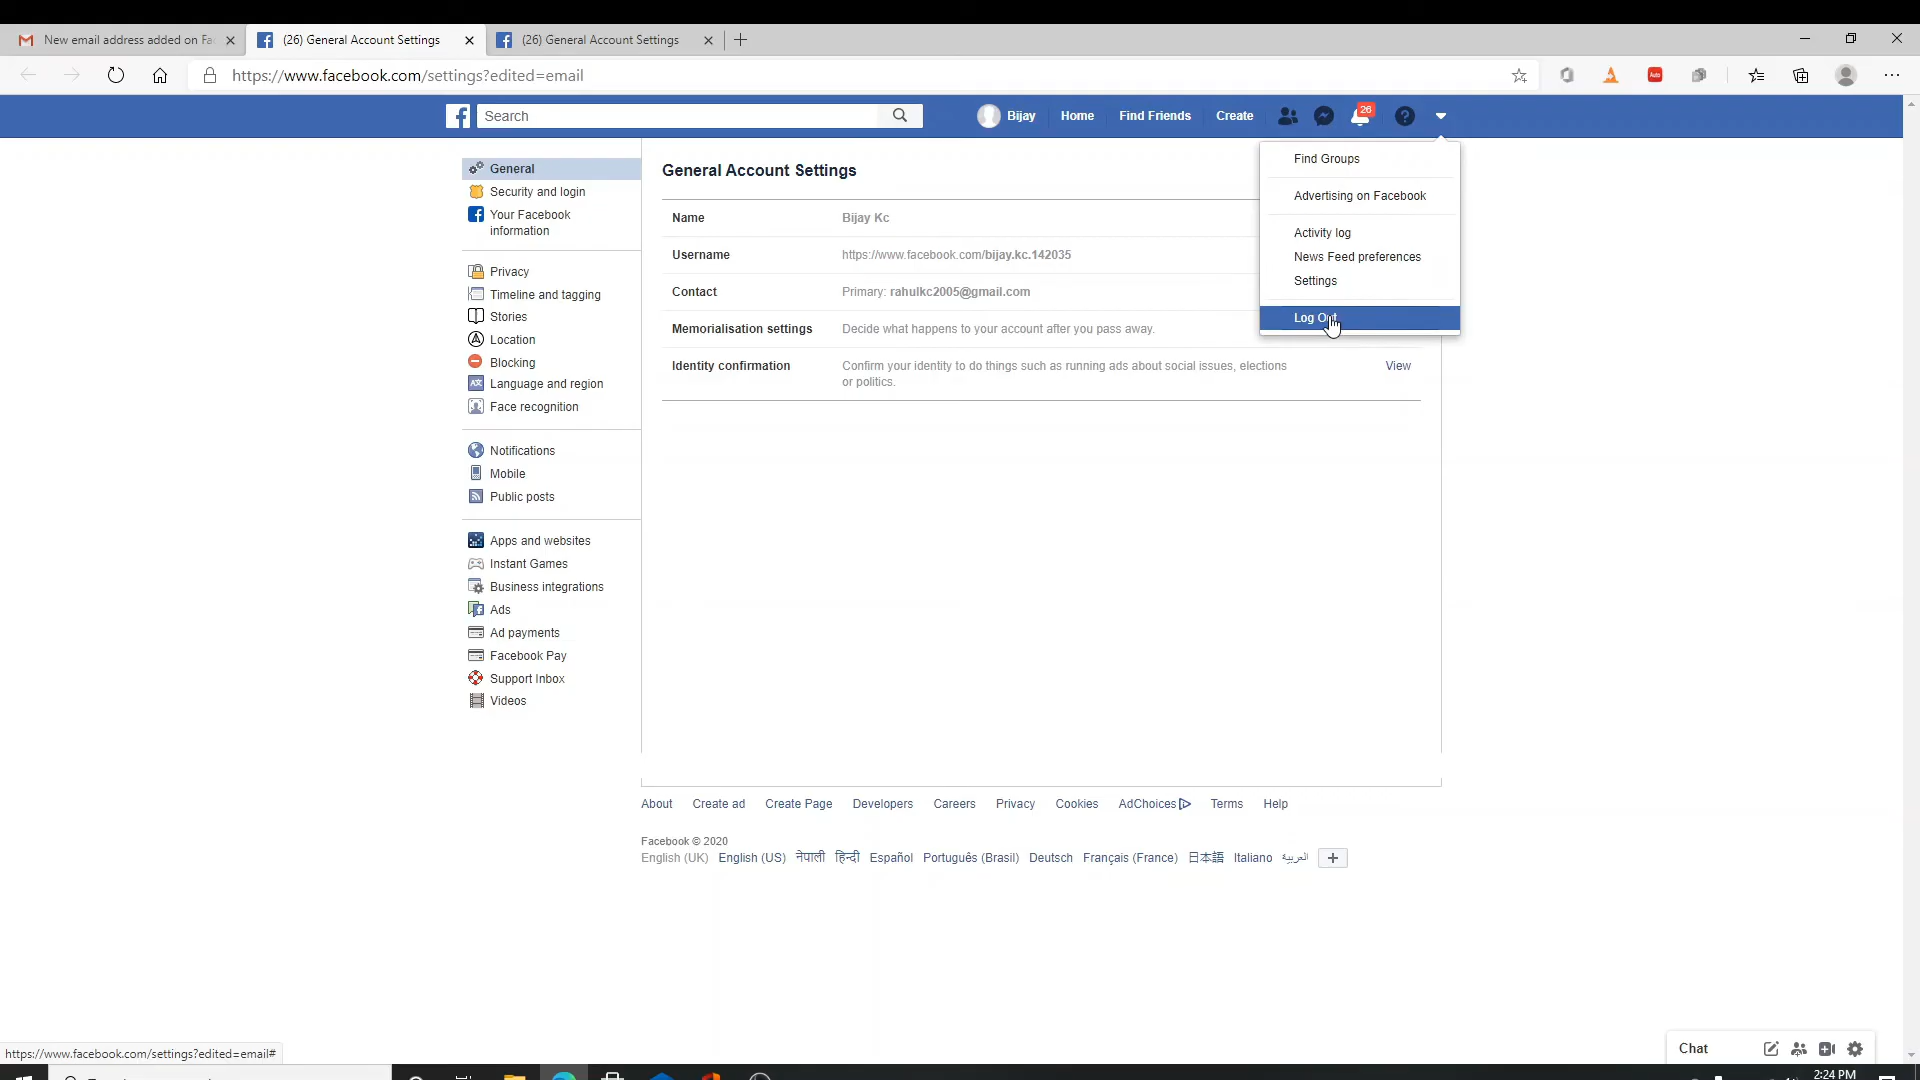 New email address added on Fa
(26) General Account Settings
(26) General Account Settings
https://www.facebook.com/settings?edited=email
Auto
Search
Bijay
Home
Find Friends
Create
26
Find Groups
Advertising on Facebook
Activity log
News Feed preferences
Settings
Log Out
General
Security and login
Your Facebook
information
Privacy
Timeline and tagging
Stories
Location
Blocking
Language and region
Face recognition
Notifications
Mobile
Public posts
Apps and websites
Instant Games
Business integrations
Ads
Ad payments
Facebook Pay
Support Inbox
Videos
General Account Settings
Name Bijay Kc
Username https://www.facebook.com/bijay.kc.142035
Contact Primary: rahulkc2005@gmail.com
Memorialisation settings Decide what happens to your account after you pass away.
Identity confirmation Confirm your identity to do things such as running ads about social issues, elections
or politics.
View
About Create ad Create Page Developers Careers Privacy Cookies AdChoices Terms Help
Facebook © 2020
English (UK) English (US) नेपाली हिन्दी Español Português (Brasil) Deutsch Français (France) 日本語 Italiano العربية
Chat
https://www.facebook.com/settings?edited=email#
2:24 PM